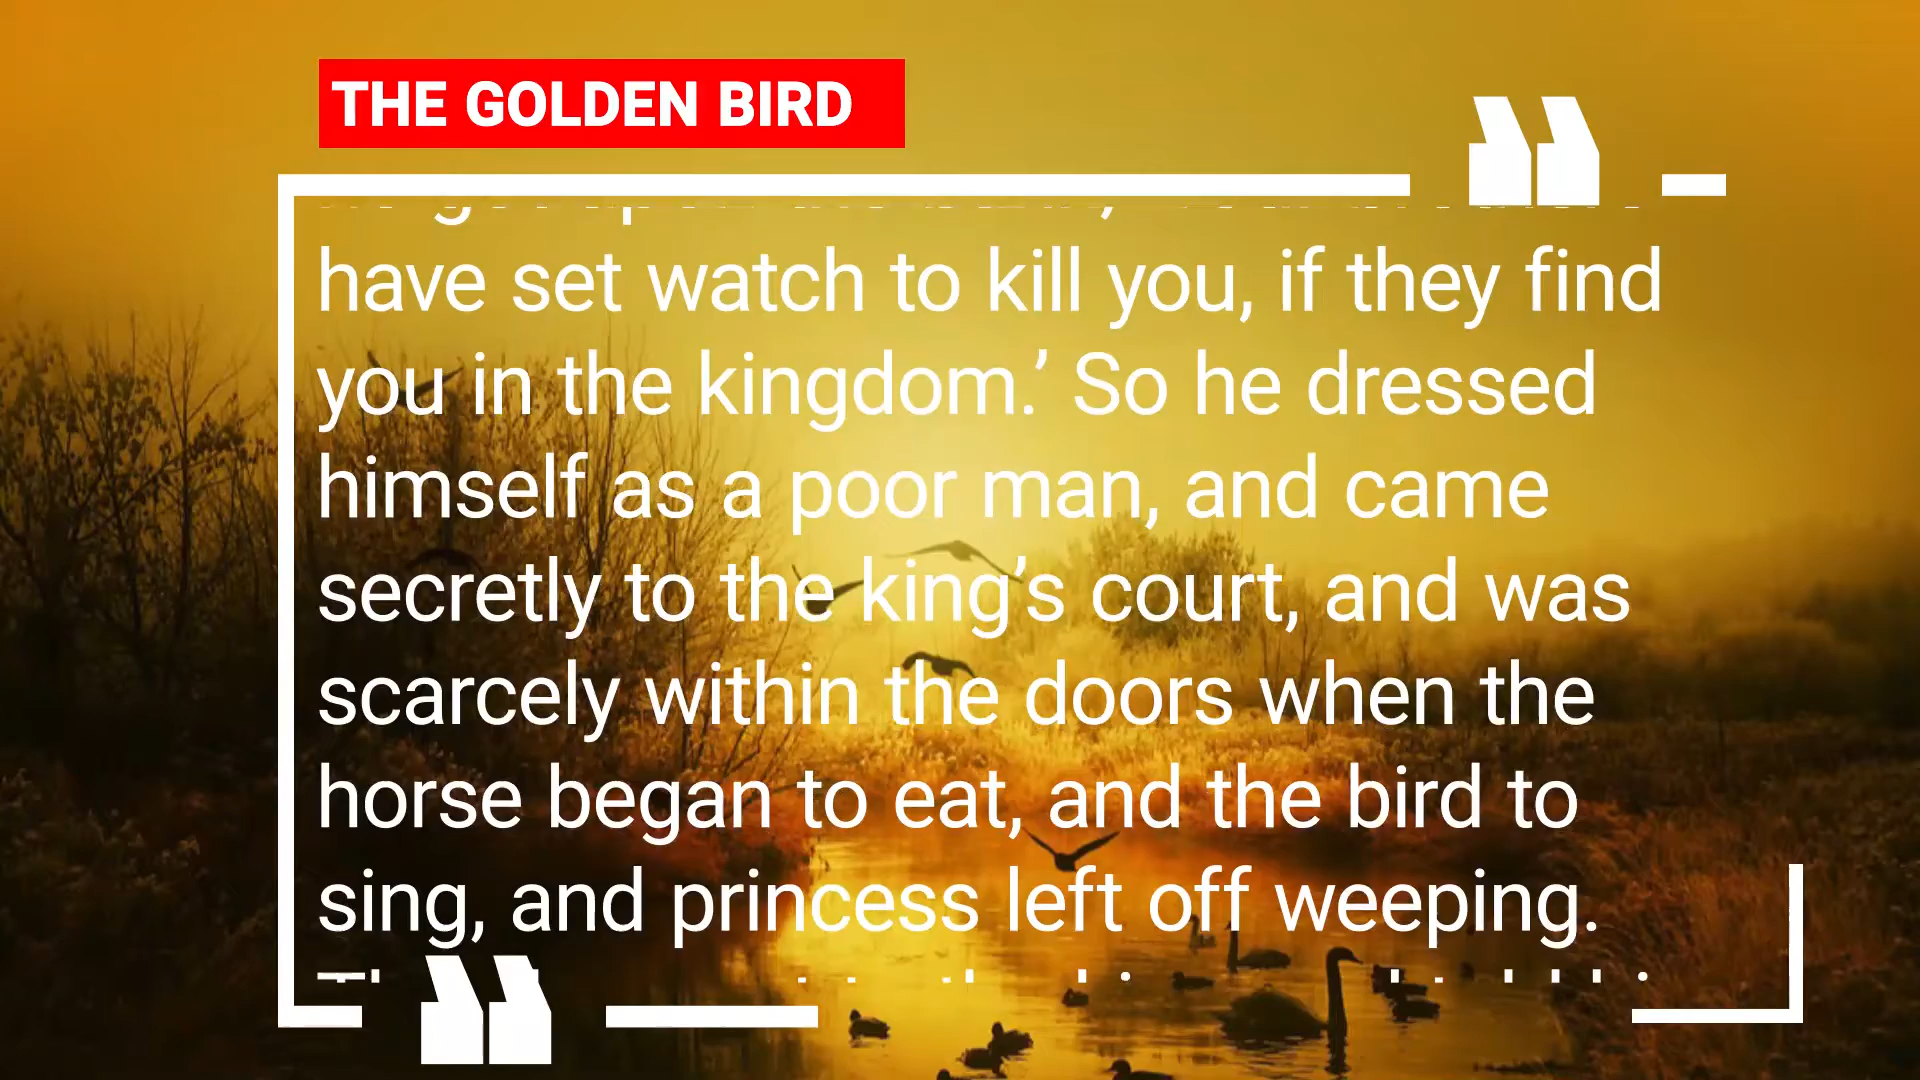 THE GOLDEN BIRD
have set watch to kill you, if they find
you in the kingdom.’ So he dressed
himself as a poor man, and came
secretly to the king’s court, and was
scarcely within the doors when the
horse began to eat, and the bird to
sing, and princess left off weeping.